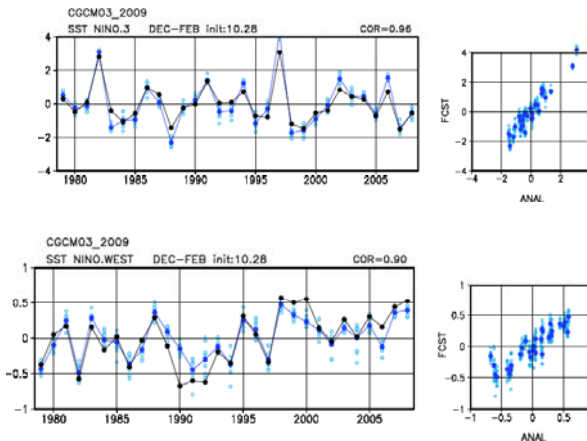 CGCM03_2009
SST NINO.3 DEC-FEB init:10.28 COR=0.96
4
2
0
-2
-4
1980 1985 1990 1995 2000 2005
4
2
0
-2
-4
FCST
-4 -2 0 2 4
ANAL
CGCM03_2009
SST NINO.WEST DEC-FEB init:10.28 COR=0.90
1
0.5
0
-0.5
-1
1980 1985 1990 1995 2000 2005
1
0.5
0
-0.5
-1
FCST
-1 -0.5 0 0.5 1
ANAL